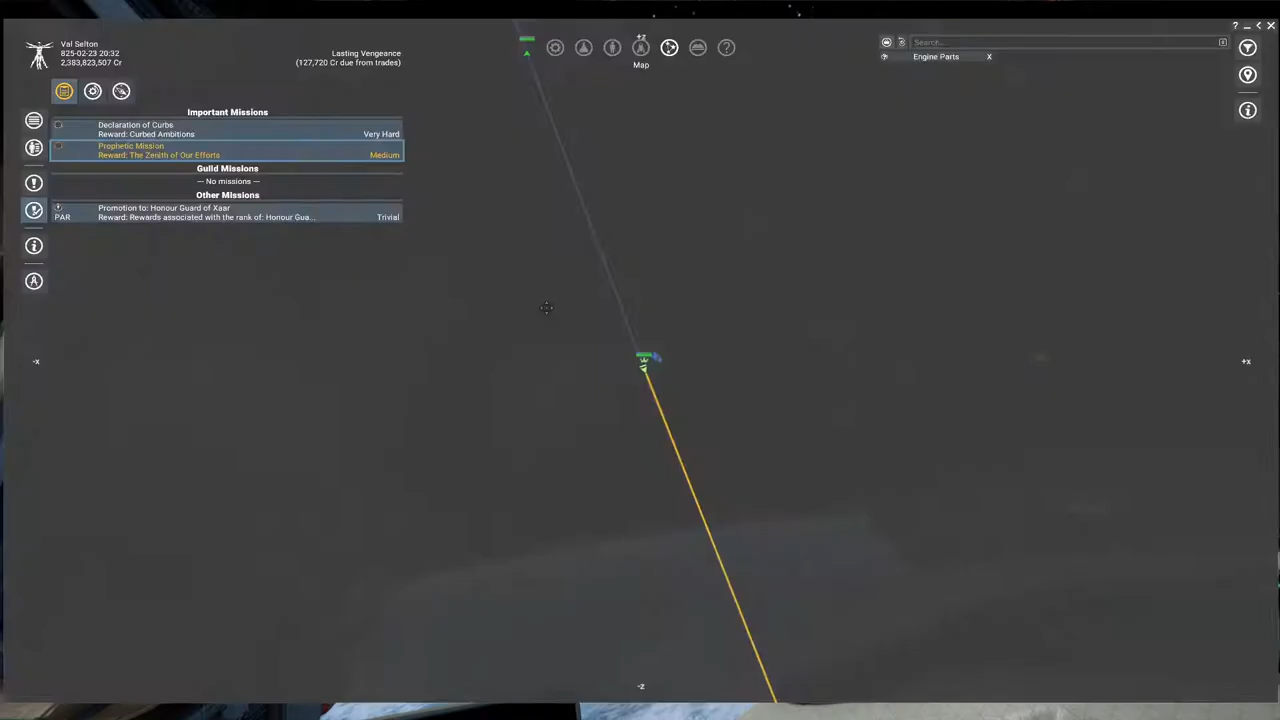 ? _ < X
Val Selton
825-02-23 20:32
2,383,823,507 Cr
Lasting Vengeance
(127,720 Cr due from trades)
+z
Map
Search...
Engine Parts X
Important Missions
Declaration of Curbs
Reward: Curbed Ambitions Very Hard
Prophetic Mission
Reward: The Zenith of Our Efforts Medium
Guild Missions
— No missions —
Other Missions
Promotion to: Honour Guard of Xaar
PAR Reward: Rewards associated with the rank of: Honour Gua... Trivial
-x
+x
-z